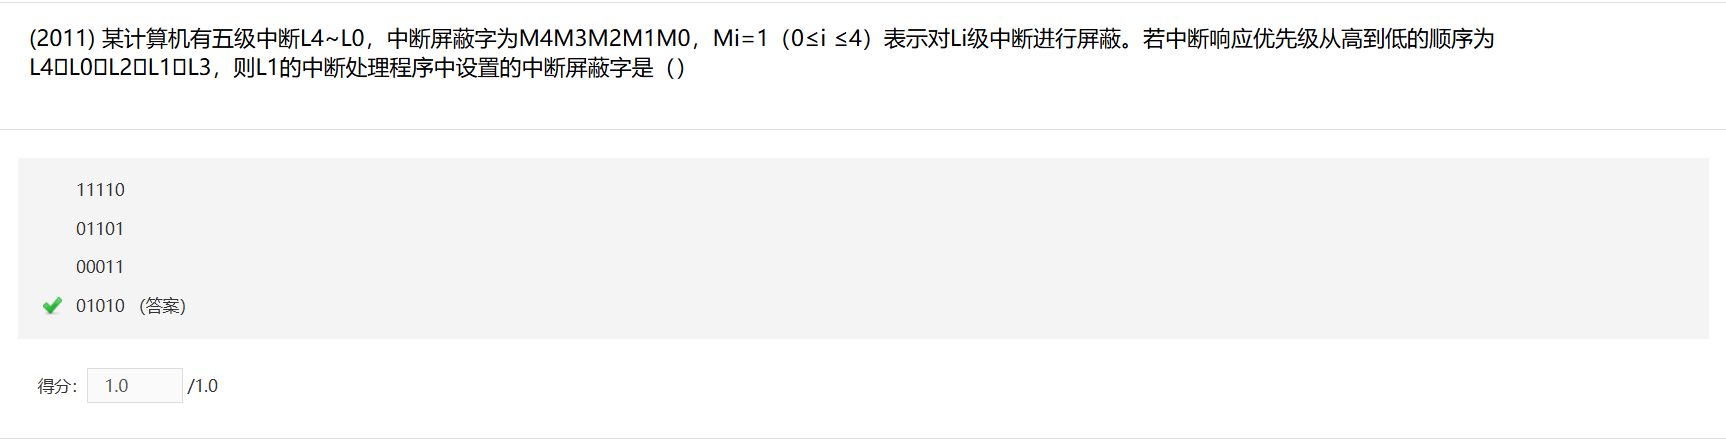 (2011) 某计算机有五级中断L4~L0，中断屏蔽字为M4M3M2M1M0，Mi=1（0≤i ≤4）表示对Li级中断进行屏蔽。若中断响应优先级从高到低的顺序为
L4▯L0▯L2▯L1▯L3，则L1的中断处理程序中设置的中断屏蔽字是（）
11110
01101
00011
01010 (答案)
得分： 1.0 /1.0